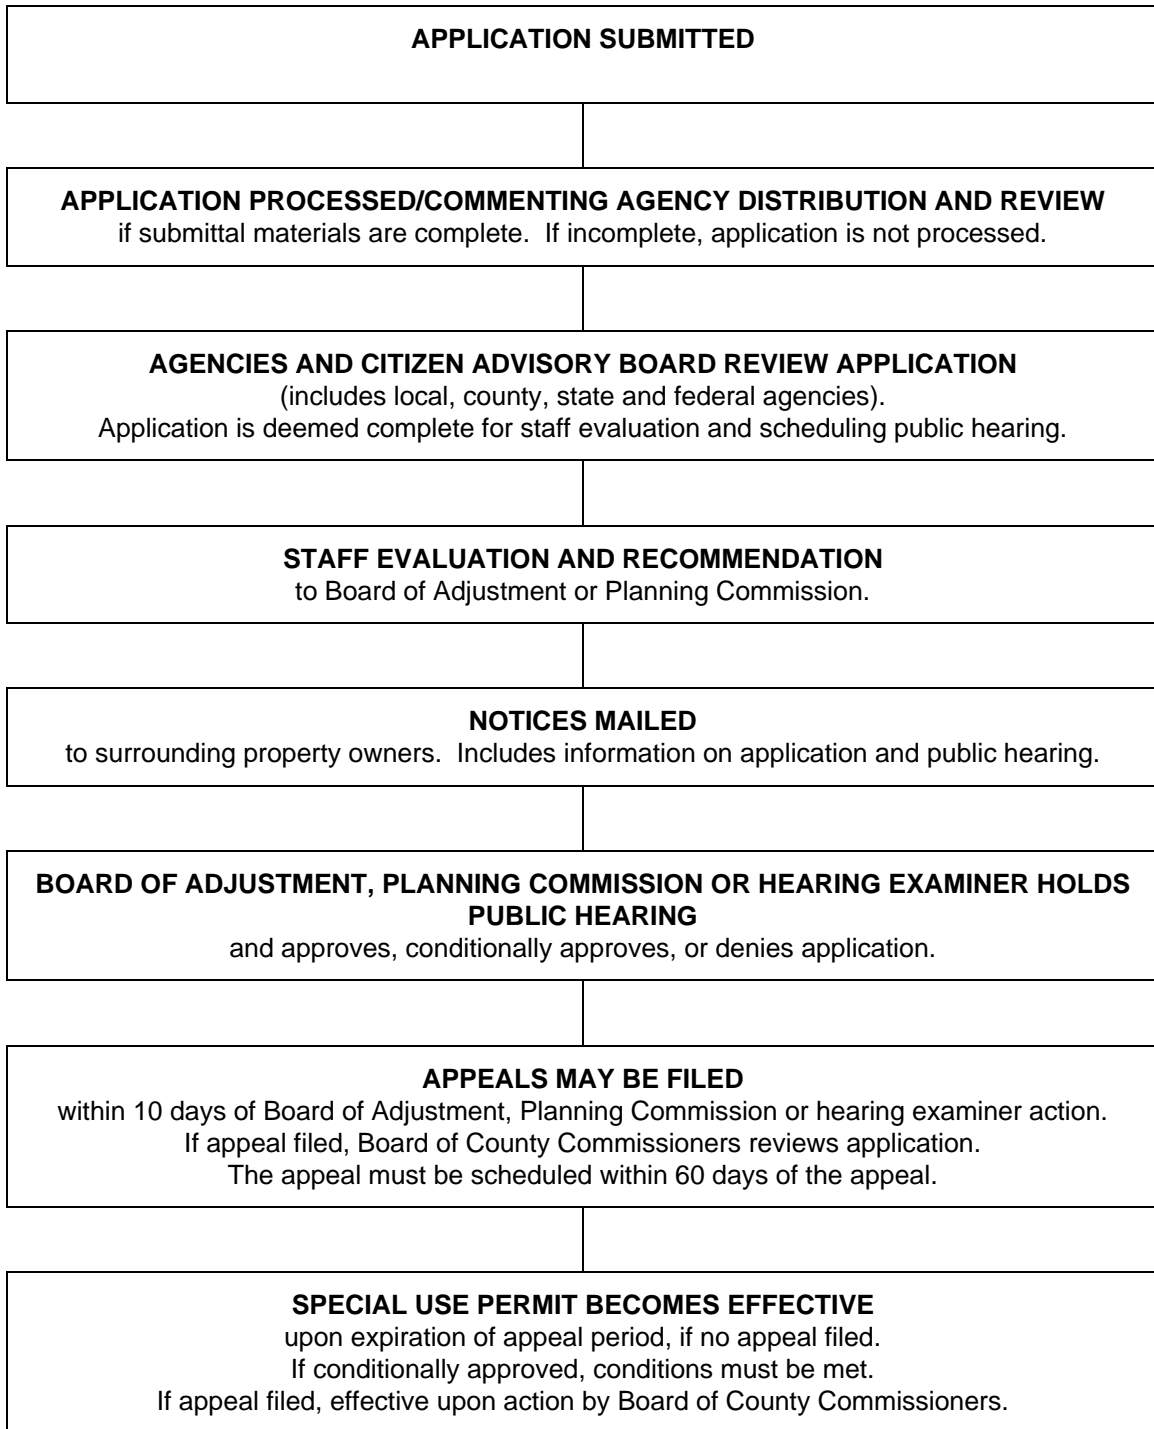 APPLICATION SUBMITTED
APPLICATION PROCESSED/COMMENTING AGENCY DISTRIBUTION AND REVIEW
if submittal materials are complete.  If incomplete, application is not processed.
AGENCIES AND CITIZEN ADVISORY BOARD REVIEW APPLICATION
(includes local, county, state and federal agencies).
Application is deemed complete for staff evaluation and scheduling public hearing.
STAFF EVALUATION AND RECOMMENDATION
to Board of Adjustment or Planning Commission.
NOTICES MAILED
to surrounding property owners.  Includes information on application and public hearing.
BOARD OF ADJUSTMENT, PLANNING COMMISSION OR HEARING EXAMINER HOLDS
PUBLIC HEARING
and approves, conditionally approves, or denies application.
APPEALS MAY BE FILED
within 10 days of Board of Adjustment, Planning Commission or hearing examiner action.
If appeal filed, Board of County Commissioners reviews application.
The appeal must be scheduled within 60 days of the appeal.
SPECIAL USE PERMIT BECOMES EFFECTIVE
upon expiration of appeal period, if no appeal filed.
If conditionally approved, conditions must be met.
If appeal filed, effective upon action by Board of County Commissioners.